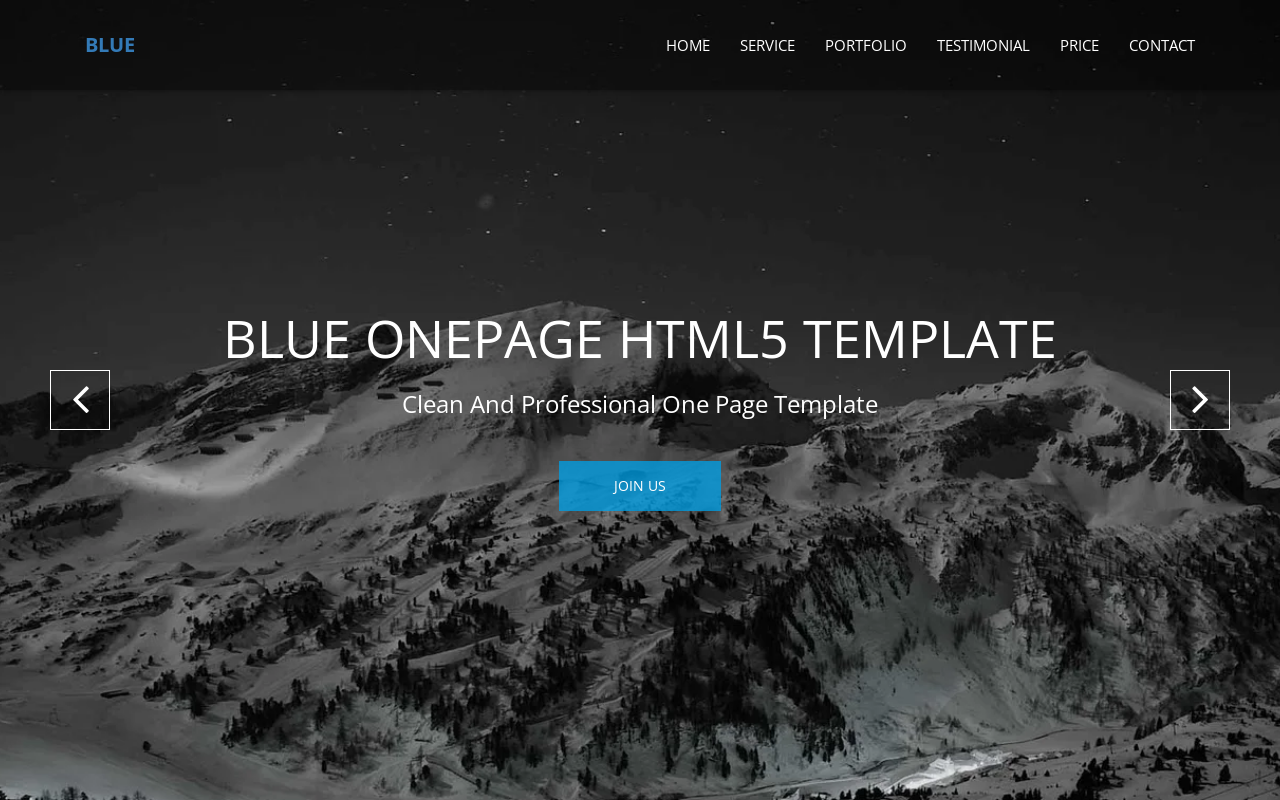 BLUE
HOME SERVICE PORTFOLIO TESTIMONIAL PRICE CONTACT
BLUE ONEPAGE HTML5 TEMPLATE
Clean And Professional One Page Template
JOIN US